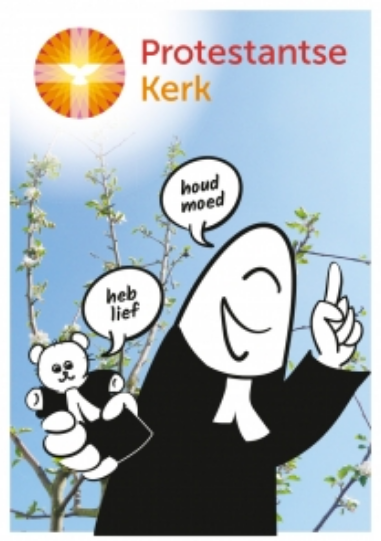 Protestantse
Kerk
houd
moed
heb
lief